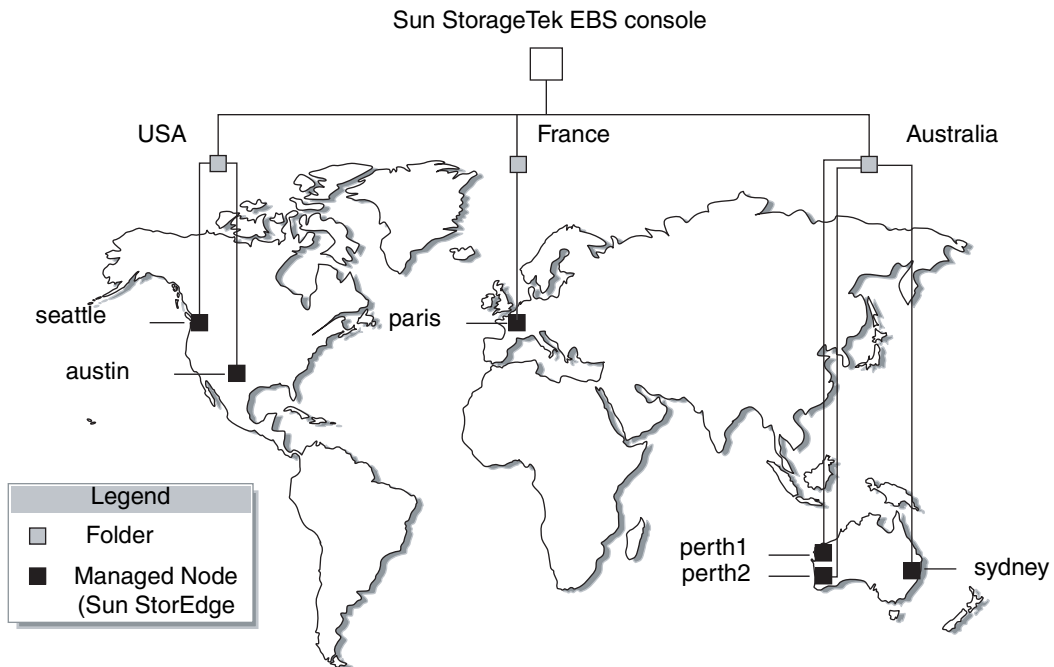 Sun StorageTek EBS console
USA
France
Australia
seattle
paris
austin
Legend
Folder
Managed Node
(Sun StorEdge
perth1
perth2
sydney